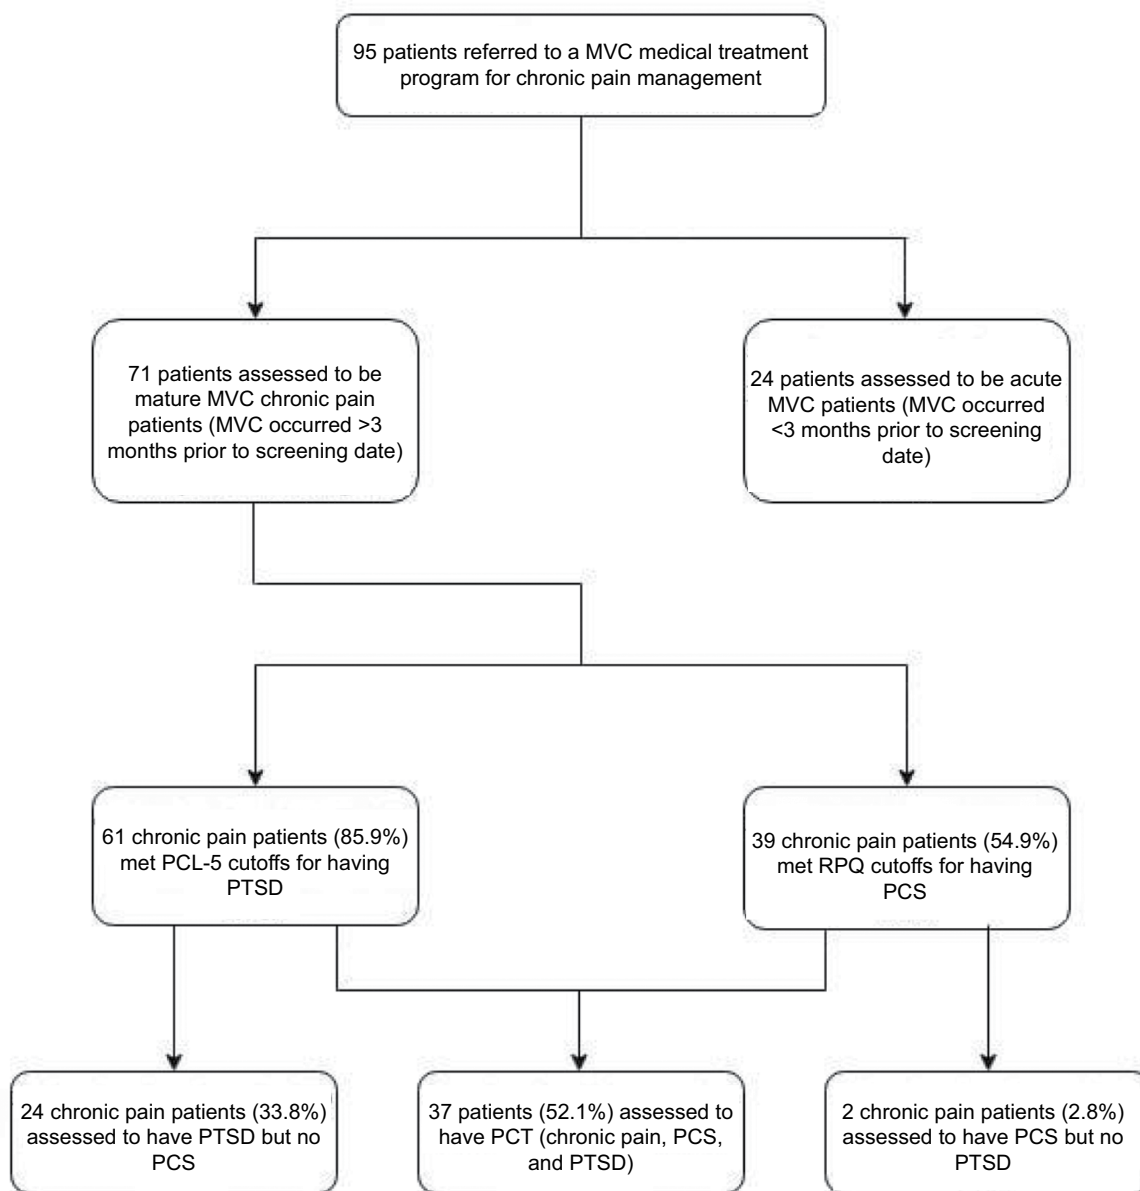 95 patients referred to a MVC medical treatment
program for chronic pain management
71 patients assessed to be
mature MVC chronic pain
patients (MVC occurred >3
months prior to screening date)
24 patients assessed to be acute
MVC patients (MVC occurred
<3 months prior to screening
date)
61 chronic pain patients (85.9%)
met PCL-5 cutoffs for having
PTSD
39 chronic pain patients (54.9%)
met RPQ cutoffs for having
PCS
24 chronic pain patients (33.8%)
assessed to have PTSD but no
PCS
37 patients (52.1%) assessed to
have PCT (chronic pain, PCS,
and PTSD)
2 chronic pain patients (2.8%)
assessed to have PCS but no
PTSD